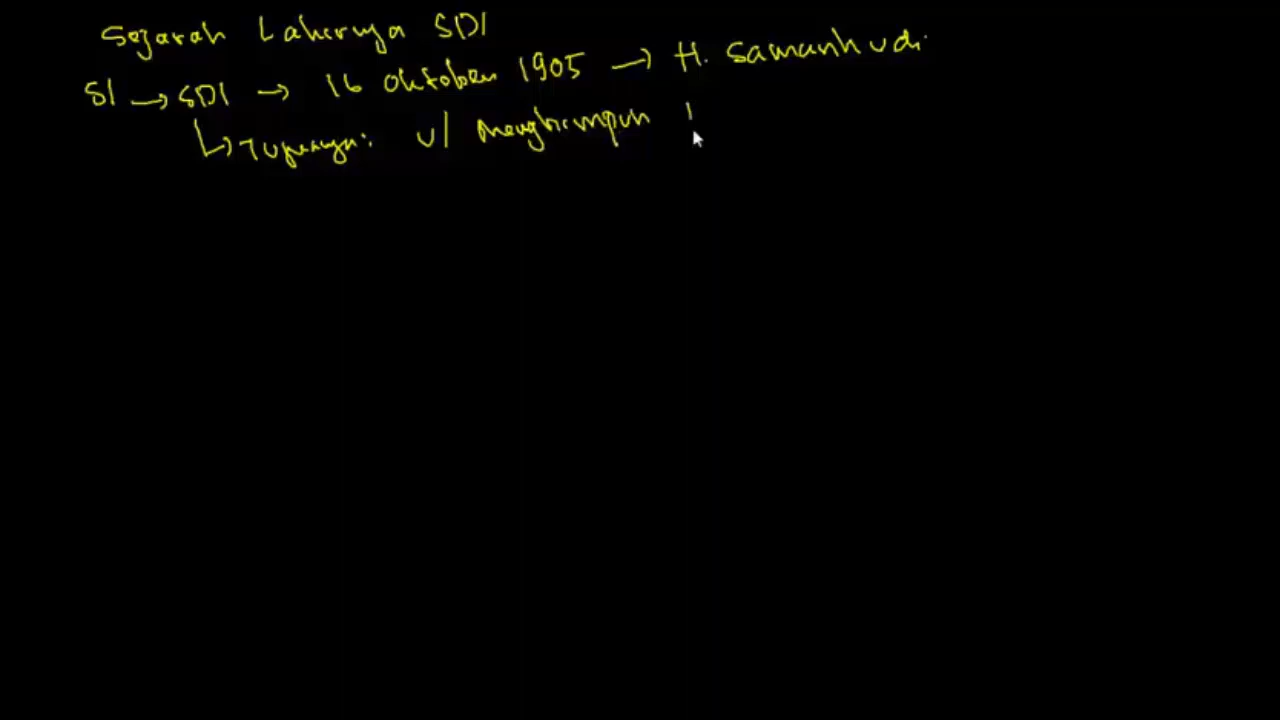 Sejarah Lahirnya SDI
SI → SDI → 16 Oktober 1905 → H. Samanhudi
↳ Tujuannya: u/ menghimpun